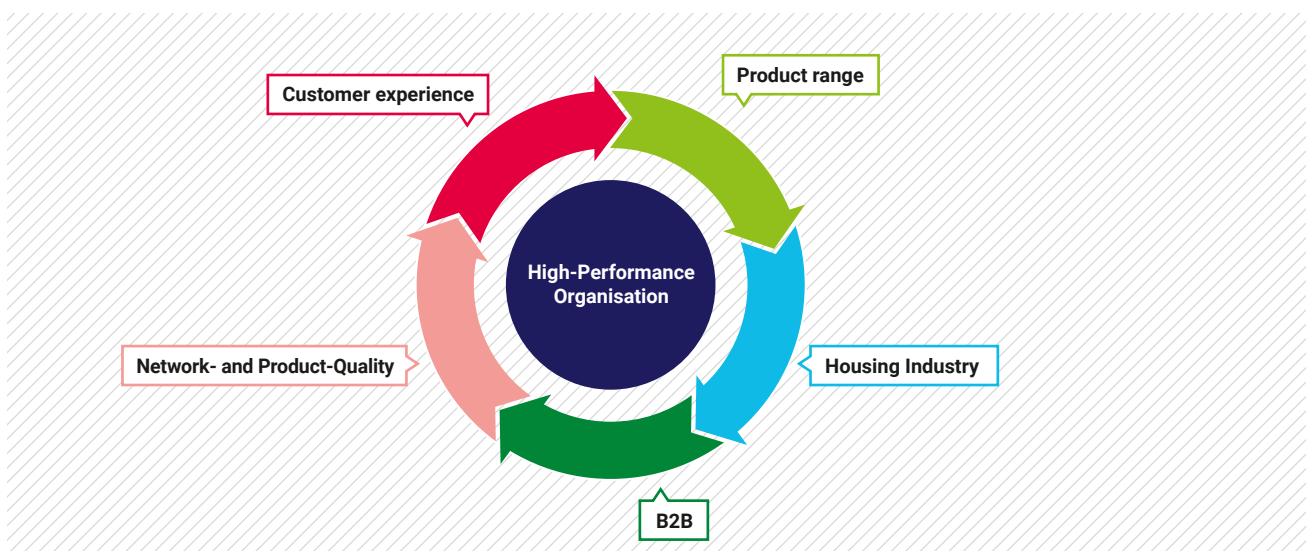 Product range
Customer experience
High-Performance
Organisation
Network- and Product-Quality
Housing Industry
B2B